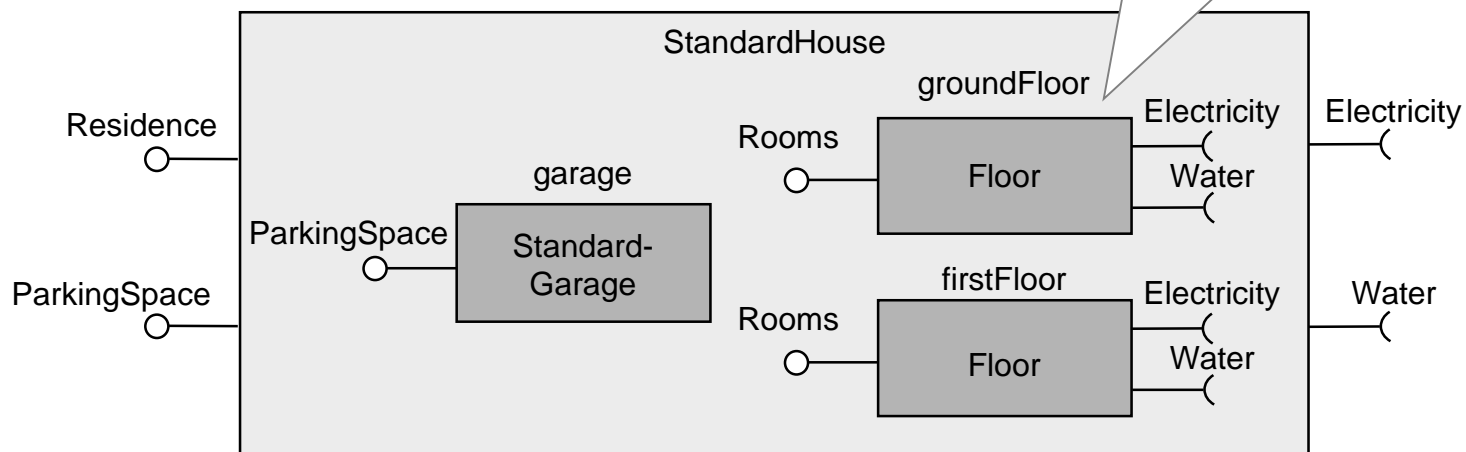 StandardHouse
groundFloor
Electricity
Electricity
Residence
Rooms
garage
Floor
Water
ParkingSpace
Standard-
Garage
firstFloor
ParkingSpace
Electricity
Water
Rooms
Floor
Water